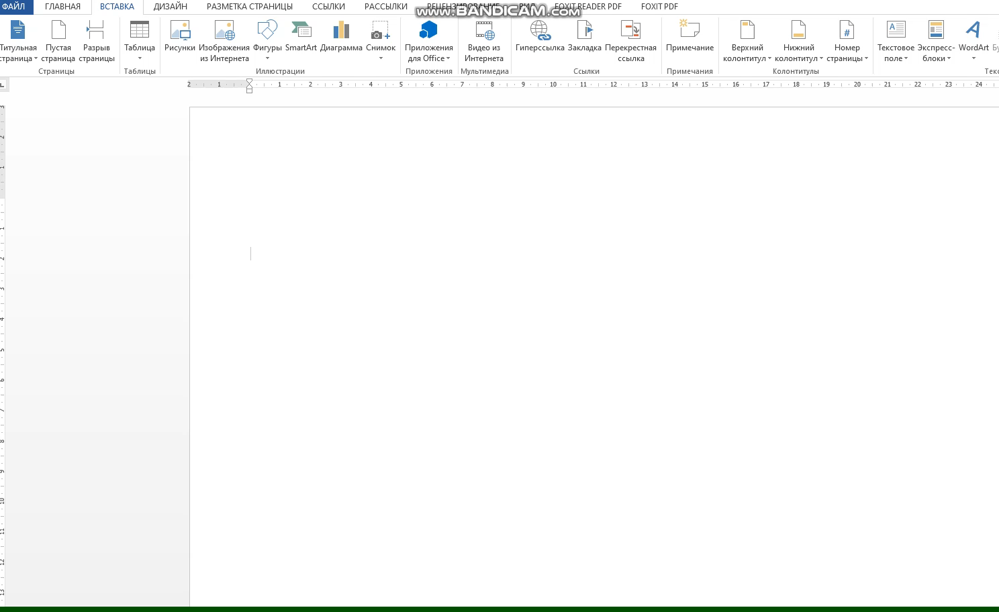 ФАЙЛ ГЛАВНАЯ ВСТАВКА ДИЗАЙН РАЗМЕТКА СТРАНИЦЫ ССЫЛКИ РАССЫЛКИ РЕЦЕНЗИРОВАНИЕ ВИД FOXIT READER PDF FOXIT PDF
www.BANDICAM.com
Титульная страница
Пустая страница
Разрыв страницы
Страницы
Таблица
Таблицы
Рисунки
Изображения из Интернета
Фигуры
SmartArt
Диаграмма
Снимок
Иллюстрации
Приложения для Office
Приложения
Видео из Интернета
Мультимедиа
Гиперссылка
Закладка
Перекрестная ссылка
Ссылки
Примечание
Примечания
Верхний колонтитул
Нижний колонтитул
Номер страницы
Колонтитулы
Текстовое поле
Экспресс-блоки
WordArt
Бу
Текс
2 1 1 2 3 4 5 6 7 8 9 10 11 12 13 14 15 16 17 18 19 20 21 22 23 24
3
2
1
1
2
3
4
5
6
7
8
9
10
11
12
13